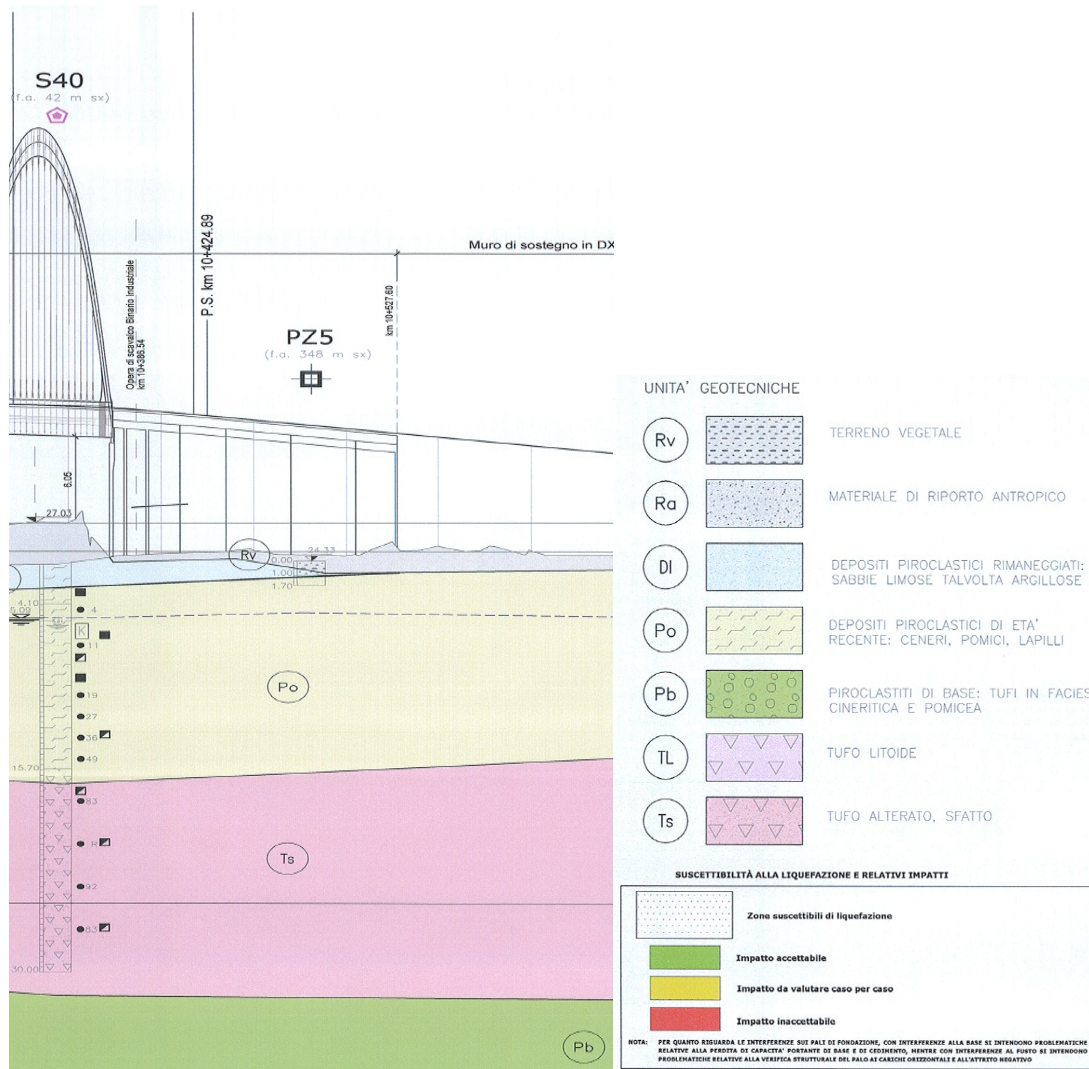 S40
(f.a. 42 m sx)
P.S. km 10+424.89
Muro di sostegno in DX
Opera di scavalco Binario Industriale
km 10+386.54
km 10+527.60
PZ5
(f.a. 348 m sx)
6.05
27.03
Rv
24.33
0.00
1.00
1.70
4.10
4
K
11
19
27
36
49
15.70
83
R
92
83
30.00
Po
Ts
Pb
UNITA' GEOTECNICHE
Rv TERRENO VEGETALE
Ra MATERIALE DI RIPORTO ANTROPICO
Dl DEPOSITI PIROCLASTICI RIMANEGGIATI:
SABBIE LIMOSE TALVOLTA ARGILLOSE
Po DEPOSITI PIROCLASTICI DI ETA'
RECENTE: CENERI, POMICI, LAPILLI
Pb PIROCLASTITI DI BASE: TUFI IN FACIES
CINERITICA E POMICEA
TL TUFO LITOIDE
Ts TUFO ALTERATO, SFATTO
SUSCETTIBILITÀ ALLA LIQUEFAZIONE E RELATIVI IMPATTI
Zone suscettibili di liquefazione
Impatto accettabile
Impatto da valutare caso per caso
Impatto inaccettabile
NOTA: PER QUANTO RIGUARDA LE INTERFERENZE SUI PALI DI FONDAZIONE, CON INTERFERENZE ALLA BASE SI INTENDONO PROBLEMATICHE
RELATIVE ALLA PERDITA DI CAPACITA' PORTANTE DI BASE E DI CEDIMENTO, MENTRE CON INTERFERENZE AL FUSTO SI INTENDONO
PROBLEMATICHE RELATIVE ALLA VERIFICA STRUTTURALE DEL PALO AI CARICHI ORIZZONTALI E ALL'ATTRITO NEGATIVO